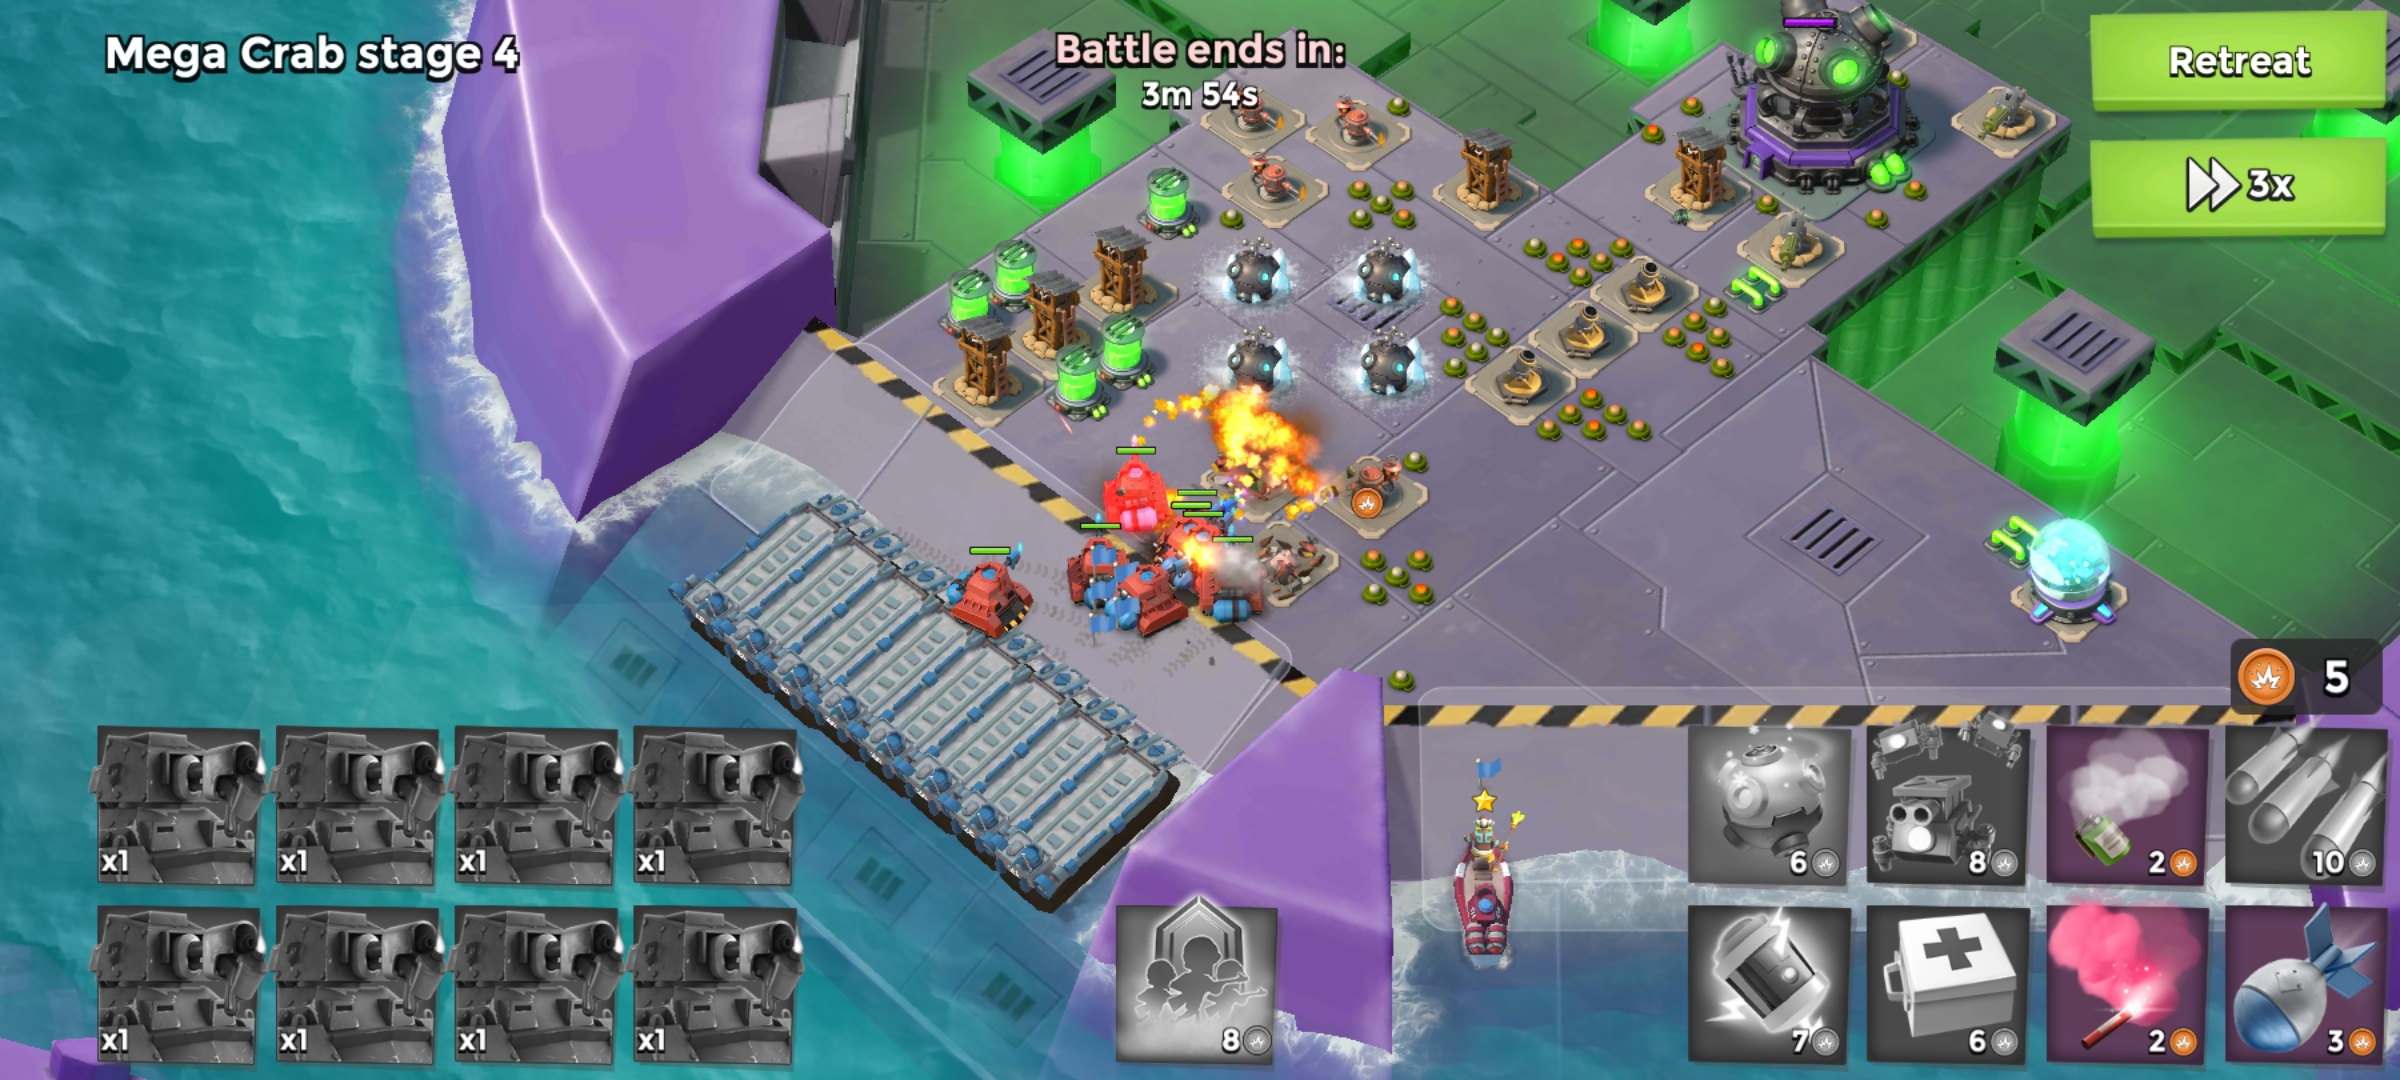 Mega Crab stage 4
Battle ends in:
3m 54s
Retreat
3x
5
x1
x1
x1
x1
6
8
2
10
x1
x1
x1
x1
8
7
6
2
3